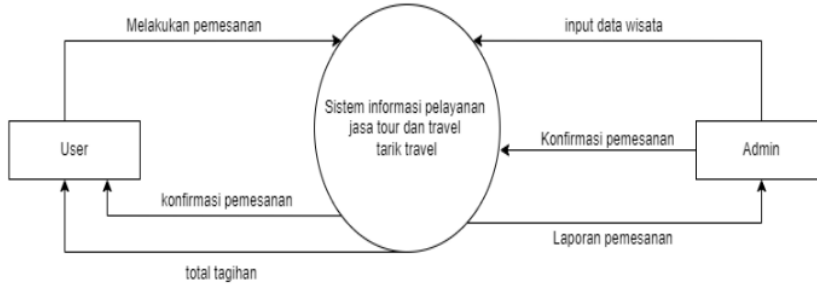 Melakukan pemesanan
input data wisata
Sistem informasi pelayanan
jasa tour dan travel
tarik travel
User
Konfirmasi pemesanan
Admin
konfirmasi pemesanan
Laporan pemesanan
total tagihan